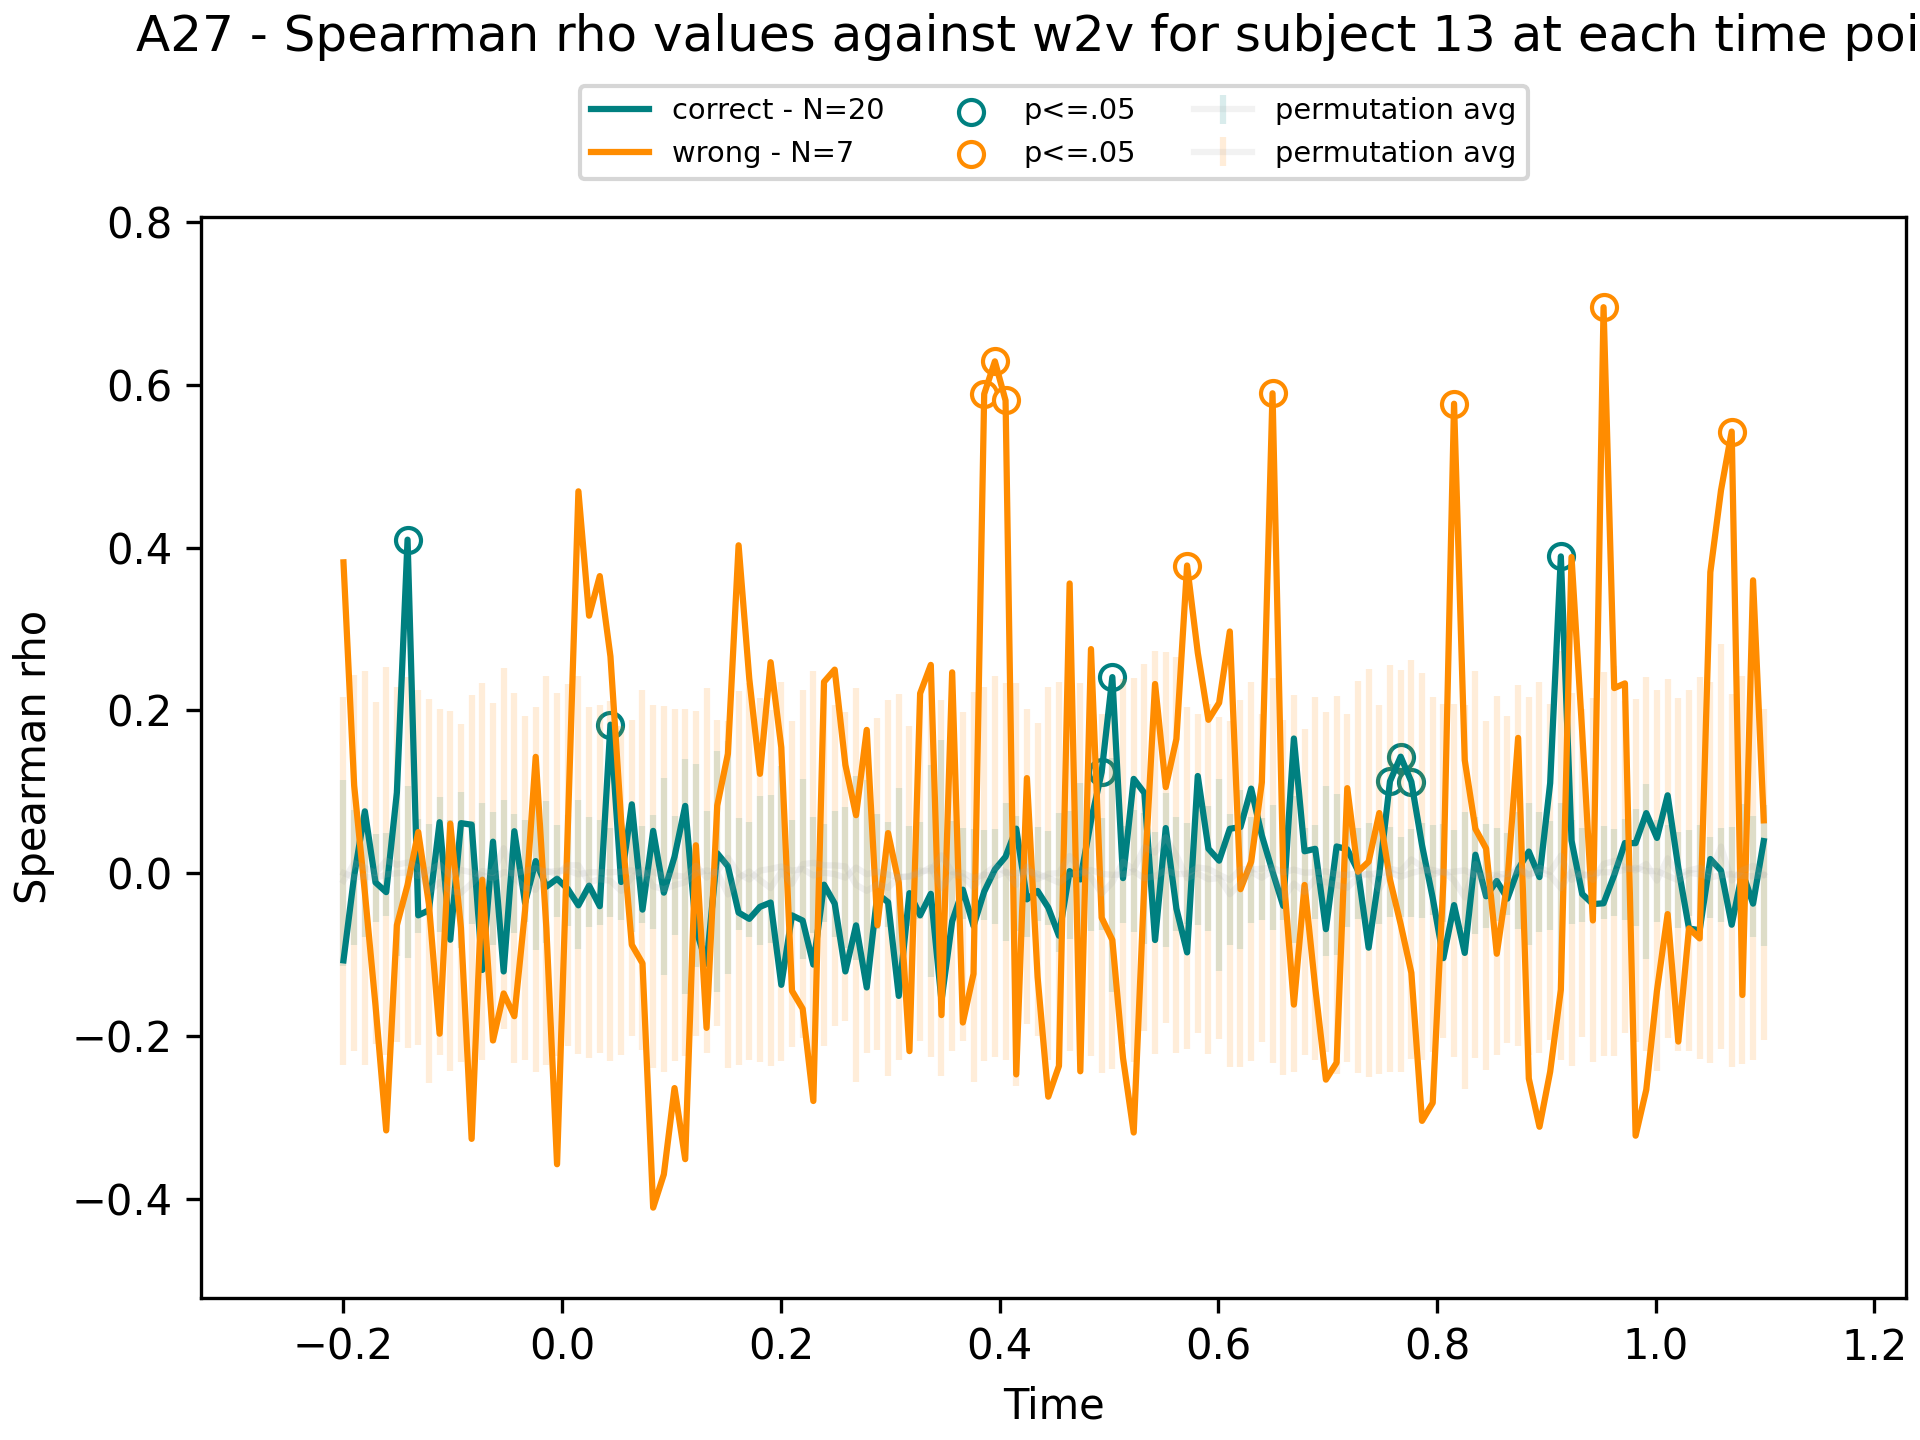 A27 - Spearman rho values against w2v for subject 13 at each time poi
correct - N=20
wrong - N=7
p<=.05
p<=.05
permutation avg
permutation avg
0.8
0.6
0.4
0.2
0.0
−0.2
−0.4
Spearman rho
−0.2 0.0 0.2 0.4 0.6 0.8 1.0 1.2
Time